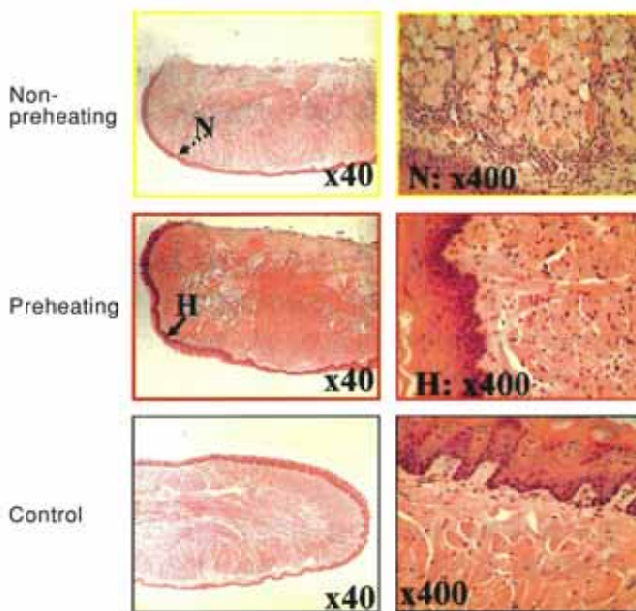 Non-
preheating
N
x40
N: x400
Preheating
H
x40
H: x400
Control
x40
x400